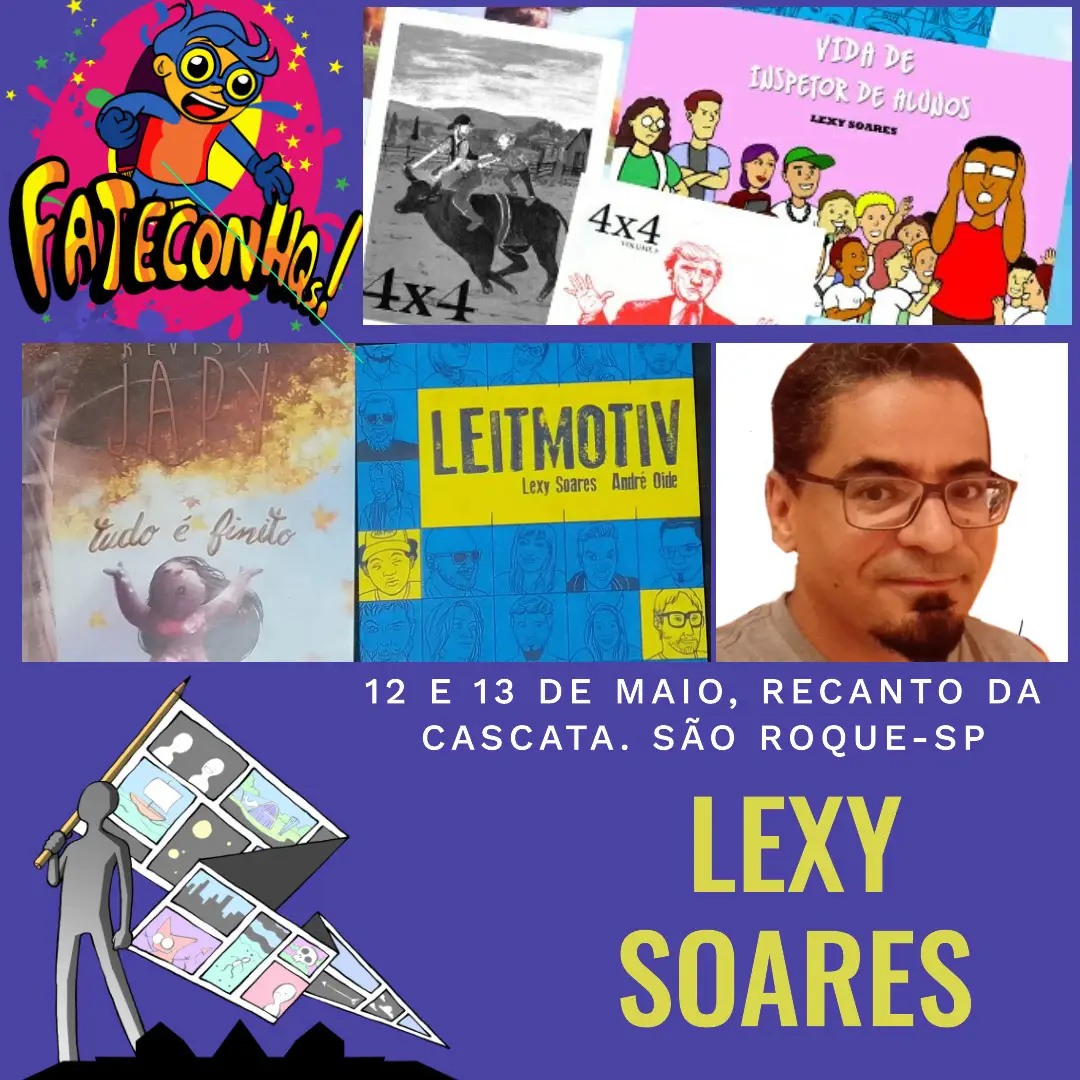 FATECONHQs!
4x4
VIDA DE
INSPETOR DE ALUNOS
LEXY SOARES
4x4
REVISTA
JAPY
tudo é finito
LEITMOTIV
Lexy Soares André Oide
12 E 13 DE MAIO, RECANTO DA
CASCATA. SÃO ROQUE-SP
LEXY
SOARES